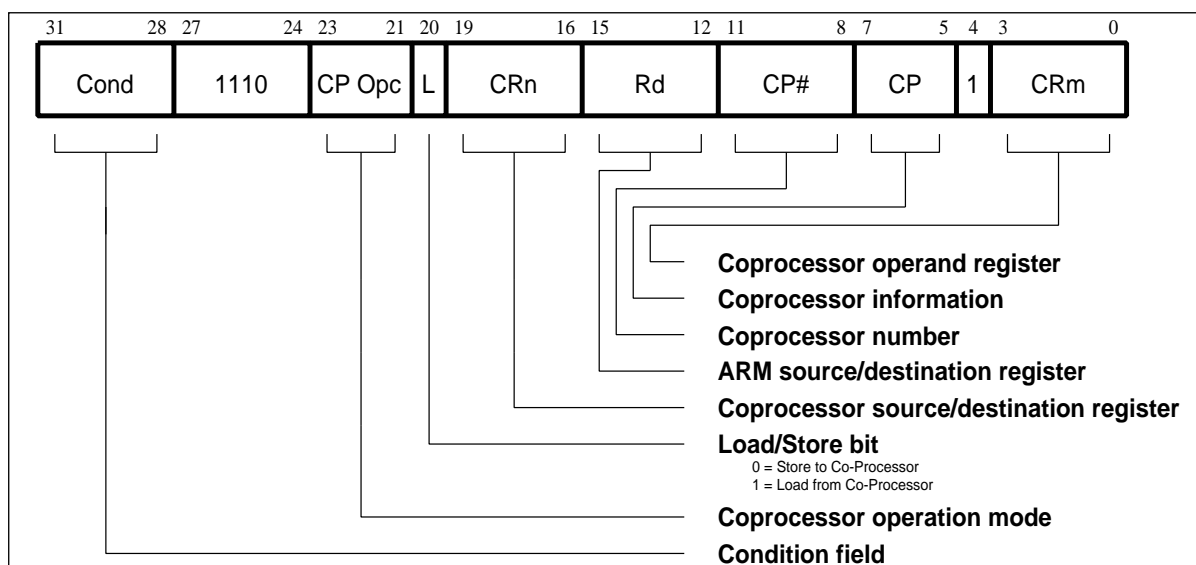 31 28 27 24 23 21 20 19 16 15 12 11 8 7 5 4 3 0
Cond 1110 CP Opc L CRn Rd CP# CP 1 CRm
Coprocessor operand register
Coprocessor information
Coprocessor number
ARM source/destination register
Coprocessor source/destination register
Load/Store bit
0 = Store to Co-Processor
1 = Load from Co-Processor
Coprocessor operation mode
Condition field